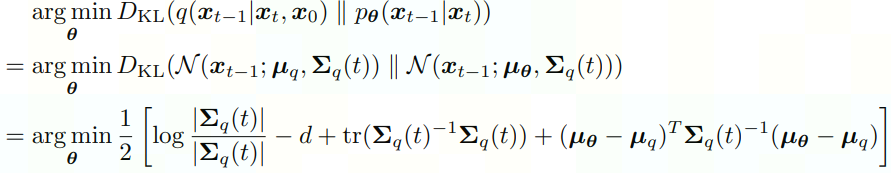 arg min_θ D_KL(q(x_{t−1}|x_t, x_0) ∥ p_θ(x_{t−1}|x_t))
= arg min_θ D_KL(𝒩(x_{t−1}; μ_q, Σ_q(t)) ∥ 𝒩(x_{t−1}; μ_θ, Σ_q(t)))
= arg min_θ 1/2 [log |Σ_q(t)|/|Σ_q(t)| − d + tr(Σ_q(t)^{−1}Σ_q(t)) + (μ_θ − μ_q)^T Σ_q(t)^{−1}(μ_θ − μ_q)]